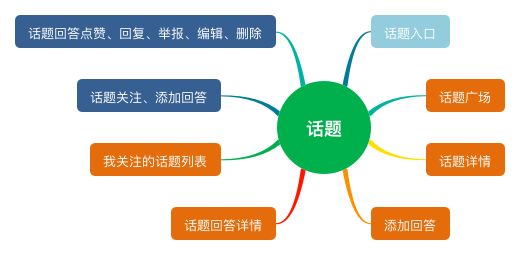 话题回答点赞、回复、举报、编辑、删除
话题入口
话题关注、添加回答
话题广场
话题
我关注的话题列表
话题详情
话题回答详情
添加回答